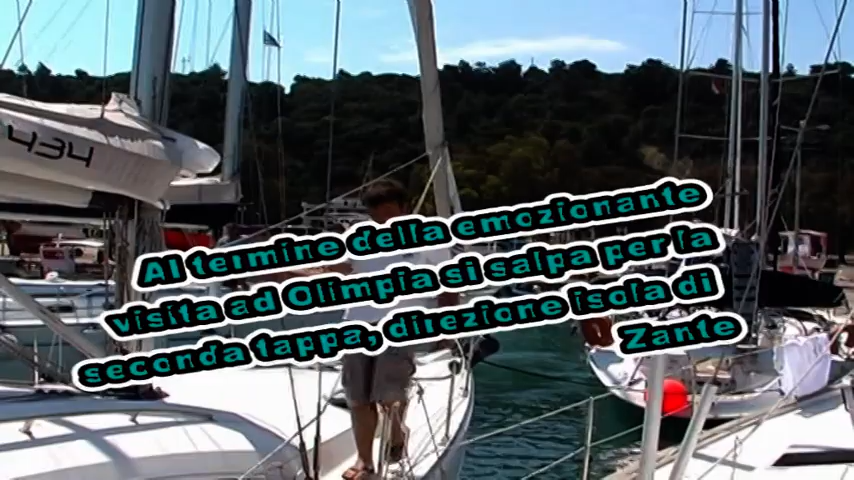 434
Al termine della emozionante
visita ad Olimpia si salpa per la
seconda tappa, direzione isola di
Zante